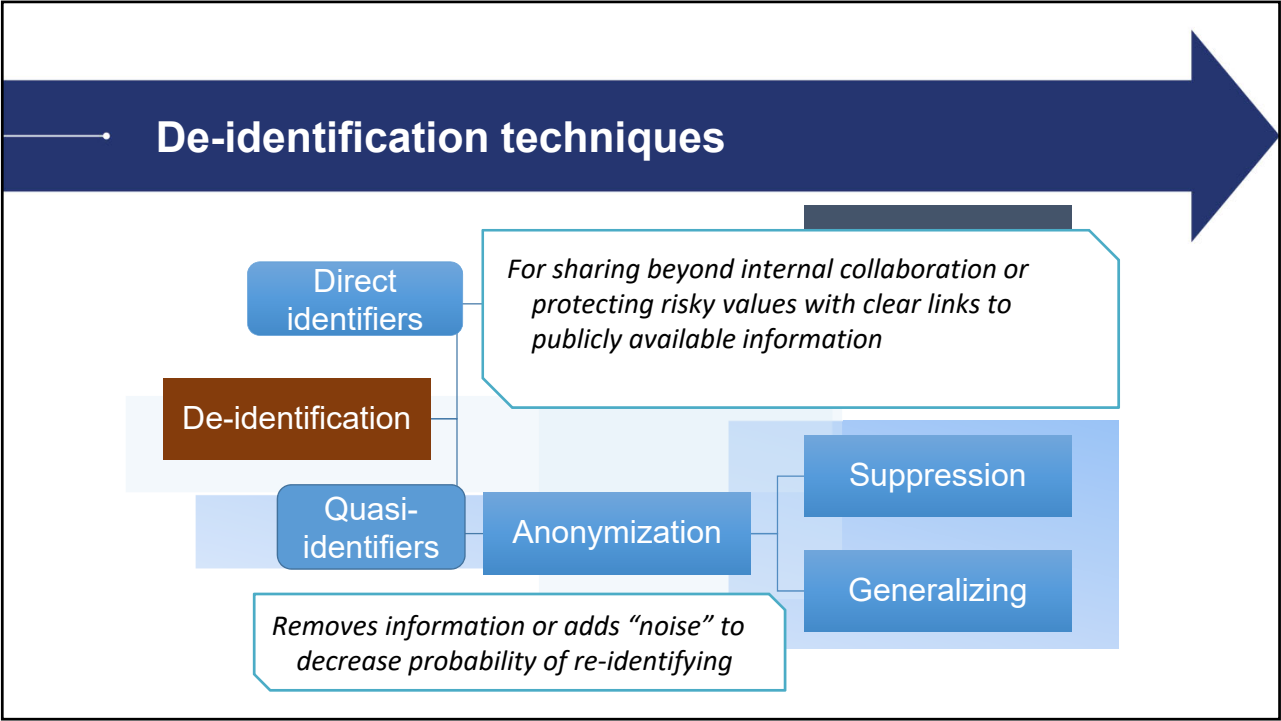 De-identification techniques
Direct
identifiers
For sharing beyond internal collaboration or
protecting risky values with clear links to
publicly available information
De-identification
Quasi-
identifiers
Anonymization
Suppression
Generalizing
Removes information or adds “noise” to
decrease probability of re-identifying